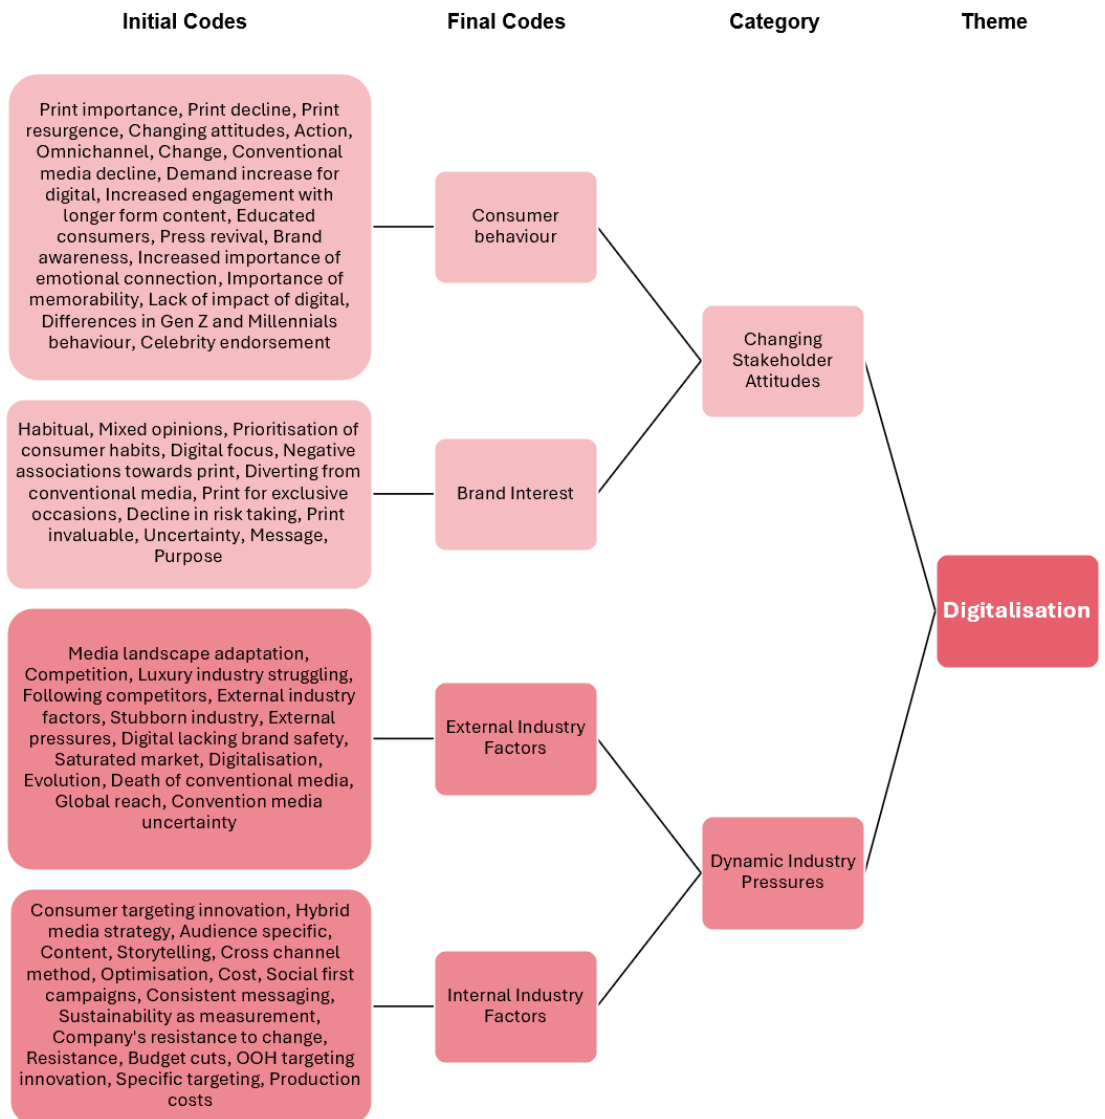 Initial Codes
Final Codes
Category
Theme
Print importance, Print decline, Print
resurgence, Changing attitudes, Action,
Omnichannel, Change, Conventional
media decline, Demand increase for
digital, Increased engagement with
longer form content, Educated
consumers, Press revival, Brand
awareness, Increased importance of
emotional connection, Importance of
memorability, Lack of impact of digital,
Differences in Gen Z and Millennials
behaviour, Celebrity endorsement
Consumer
behaviour
Changing
Stakeholder
Attitudes
Habitual, Mixed opinions, Prioritisation of
consumer habits, Digital focus, Negative
associations towards print, Diverting from
conventional media, Print for exclusive
occasions, Decline in risk taking, Print
invaluable, Uncertainty, Message,
Purpose
Brand Interest
Digitalisation
Media landscape adaptation,
Competition, Luxury industry struggling,
Following competitors, External industry
factors, Stubborn industry, External
pressures, Digital lacking brand safety,
Saturated market, Digitalisation,
Evolution, Death of conventional media,
Global reach, Convention media
uncertainty
External Industry
Factors
Dynamic Industry
Pressures
Consumer targeting innovation, Hybrid
media strategy, Audience specific,
Content, Storytelling, Cross channel
method, Optimisation, Cost, Social first
campaigns, Consistent messaging,
Sustainability as measurement,
Company's resistance to change,
Resistance, Budget cuts, OOH targeting
innovation, Specific targeting, Production
costs
Internal Industry
Factors